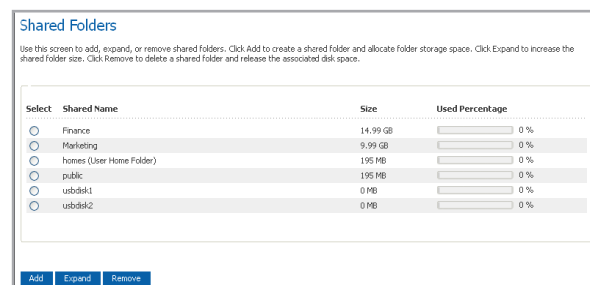 Shared Folders
Use this screen to add, expand, or remove shared folders. Click Add to create a shared folder and allocate folder storage space. Click Expand to increase the
shared folder size. Click Remove to delete a shared folder and release the associated disk space.
Select Shared Name Size Used Percentage
Finance 14.99 GB 0 %
Marketing 9.99 GB 0 %
homes (User Home Folder) 195 MB 0 %
public 195 MB 0 %
usbdisk1 0 MB 0 %
usbdisk2 0 MB 0 %
Add Expand Remove